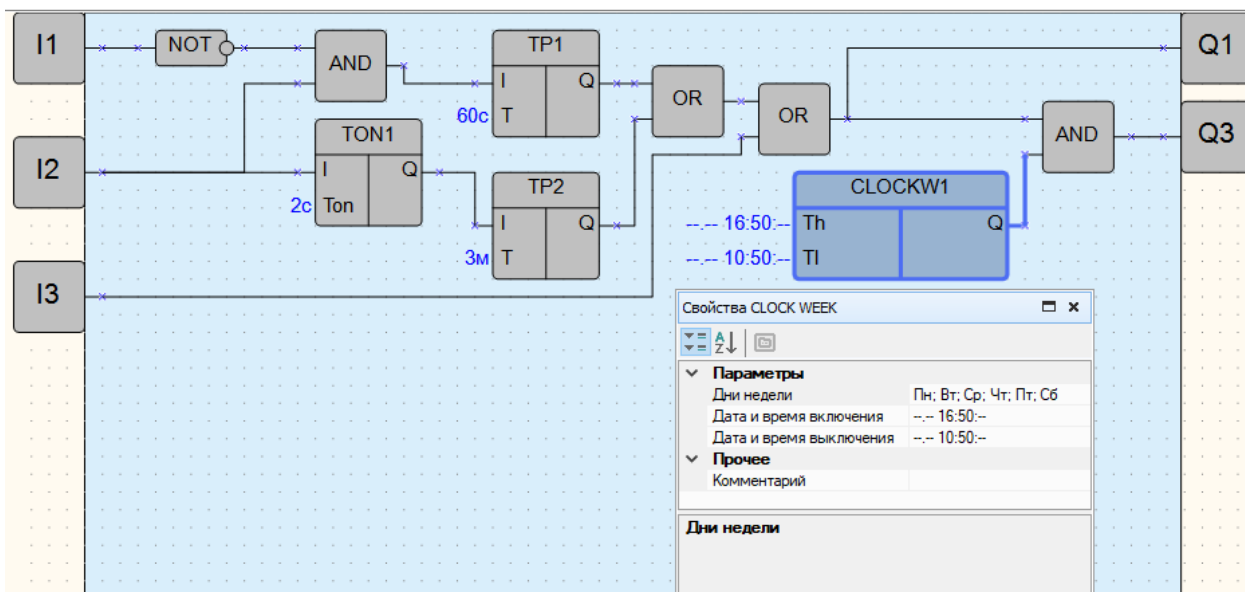 I1
NOT
AND
TP1
I
Q
60с
T
OR
OR
Q1
Q3
AND
I2
TON1
I
Q
2с
Ton
TP2
I
Q
3м
T
CLOCKW1
--.-- 16:50:--
Th
Q
--.-- 10:50:--
Tl
I3
Свойства CLOCK WEEK
Параметры
Дни недели
Пн; Вт; Ср; Чт; Пт; Сб
Дата и время включения
--.-- 16:50:--
Дата и время выключения
--.-- 10:50:--
Прочее
Комментарий
Дни недели